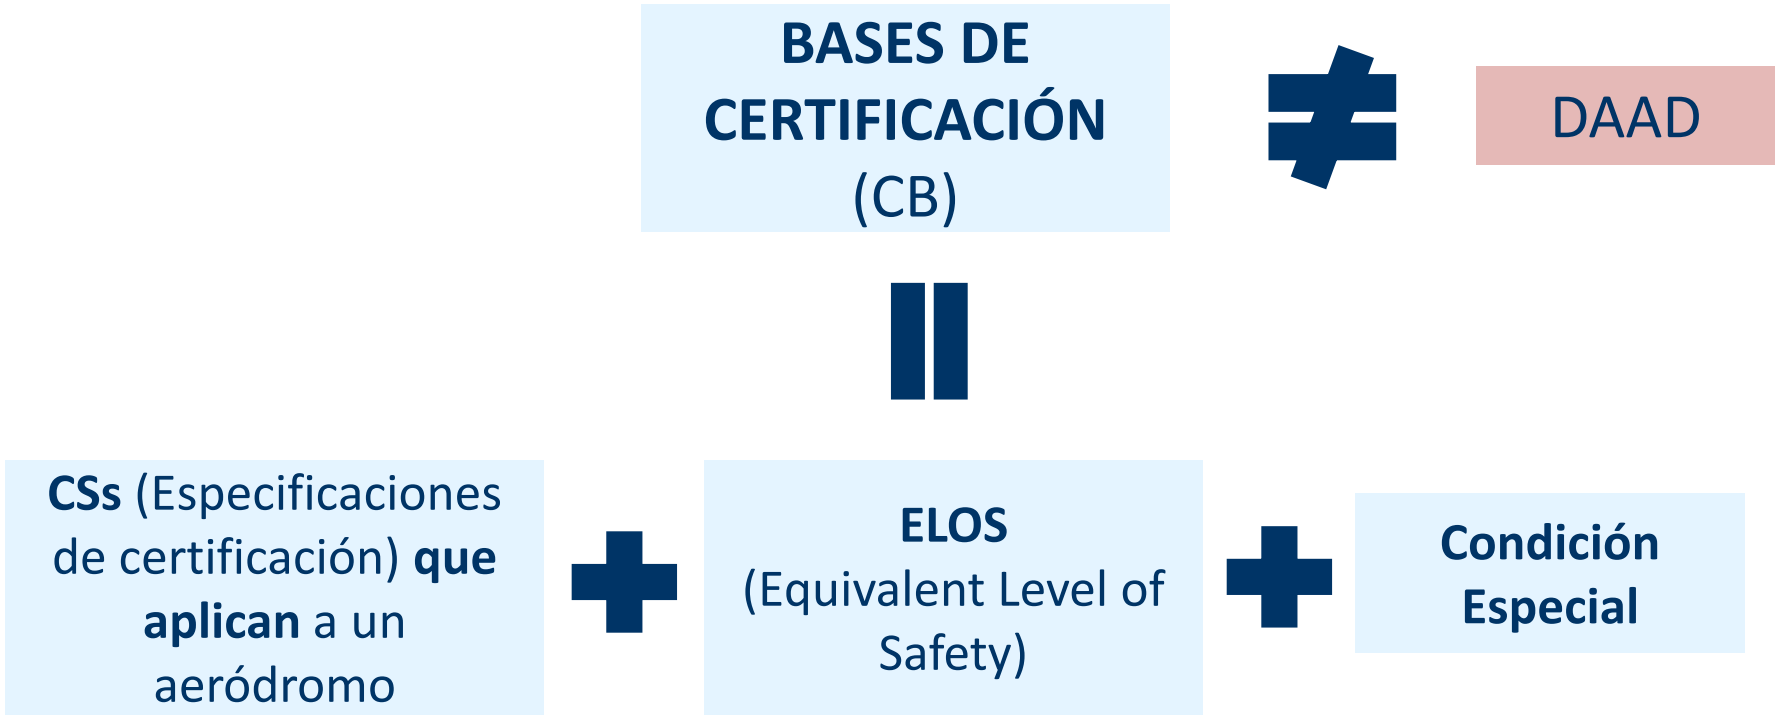 BASES DE
CERTIFICACIÓN
(CB)
DAAD
CSs (Especificaciones
de certificación) que
aplican a un
aeródromo
ELOS
(Equivalent Level of
Safety)
Condición
Especial